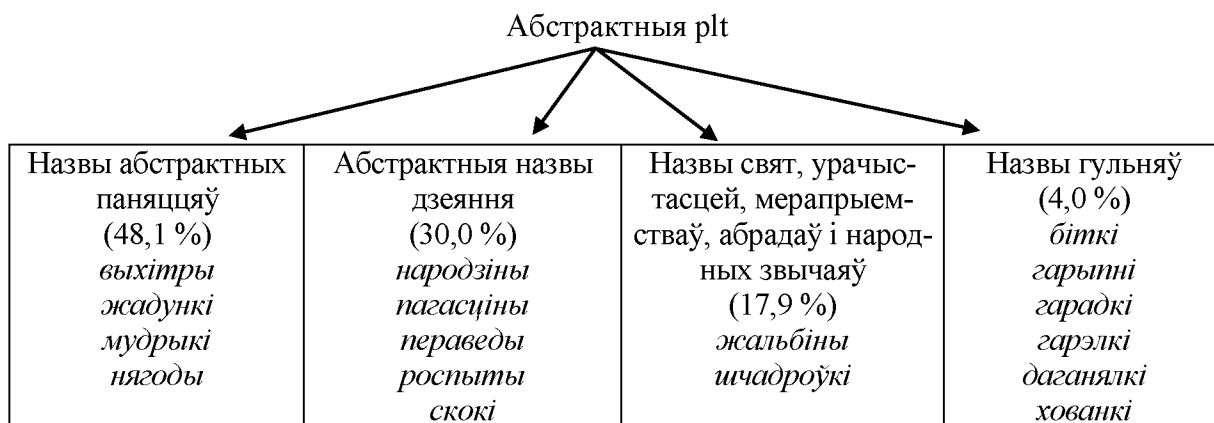 Абстрактныя plt
Назвы абстрактных
паняццяў
(48,1 %)
выхітры
жадункі
мудрыкі
нягоды
Абстрактныя назвы
дзеяння
(30,0 %)
народзіны
пагасціны
пераведы
роспыты
скокі
Назвы свят, урачыс-
тасцей, мерапрыем-
стваў, абрадаў і народ-
ных звычаяў
(17,9 %)
жальбіны
шчадроўкі
Назвы гульняў
(4,0 %)
біткі
гарыпні
гарадкі
гарэлкі
даганялкі
хованкі